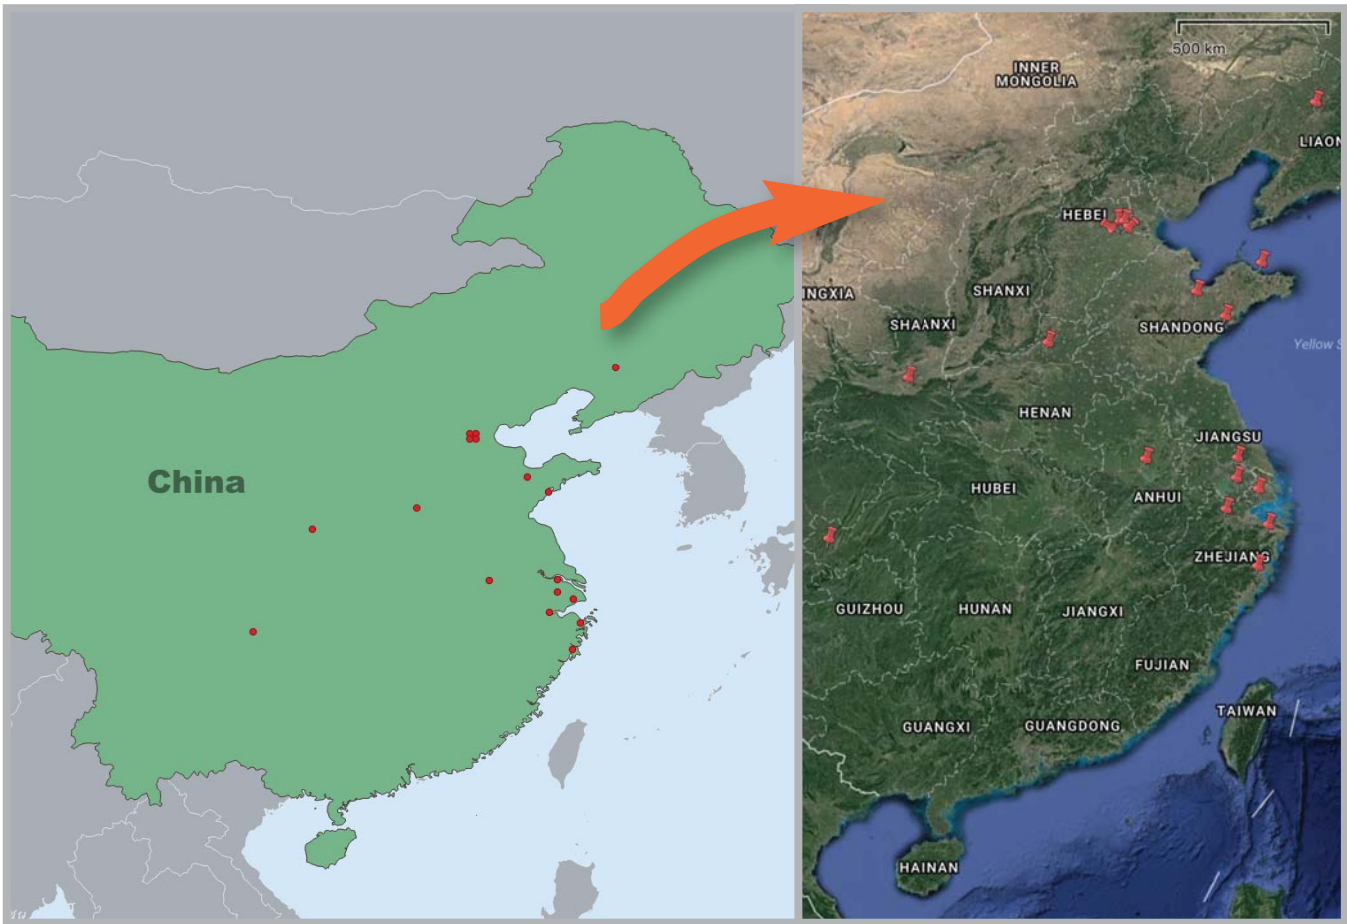 China
500 km
INNER
MONGOLIA
LIAON
HEBEI
INGXIA
SHANXI
SHAANXI
SHANDONG
Yellow S
HENAN
JIANGSU
HUBEI
ANHUI
ZHEJIANG
GUIZHOU
HUNAN
JIANGXI
FUJIAN
GUANGXI
GUANGDONG
TAIWAN
HAINAN